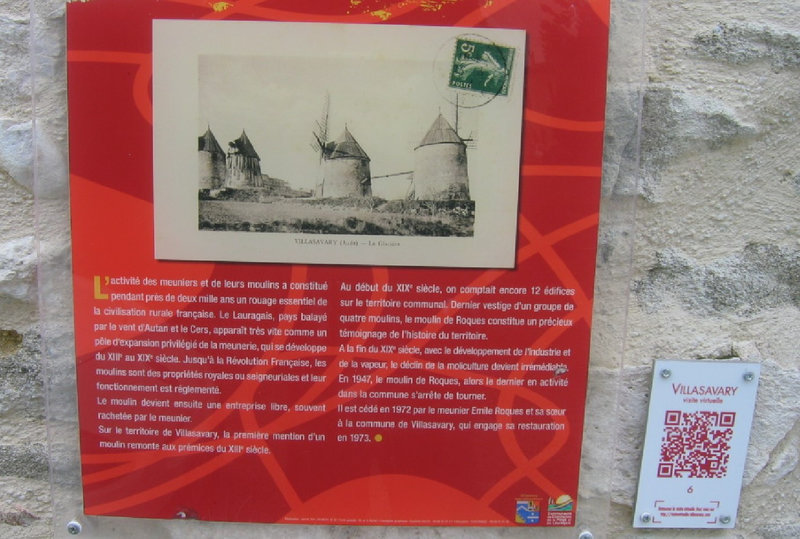 5
POSTES
VILLASAVARY (Aude) — Le Glacière
L'activité des meuniers et de leurs moulins a constitué
pendant près de deux mille ans un rouage essentiel de
la civilisation rurale française. Le Lauragais, pays balayé
par le vent d'Autan et le Cers, apparaît très vite comme un
pôle d'expansion privilégié de la meunerie, qui se développe
du XIIIe au XIXe siècle. Jusqu'à la Révolution Française, les
moulins sont des propriétés royales ou seigneuriales et leur
fonctionnement est réglementé.
Le moulin devient ensuite une entreprise libre, souvent
rachetée par le meunier.
Sur le territoire de Villasavary, la première mention d'un
moulin remonte aux prémices du XIIIe siècle.
Au début du XIXe siècle, on comptait encore 12 édifices
sur le territoire communal. Dernier vestige d'un groupe de
quatre moulins, le moulin de Roques constitue un précieux
témoignage de l'histoire du territoire.
A la fin du XIXe siècle, avec le développement de l'industrie et
de la vapeur, le déclin de la moliculture devient irrémédiable.
En 1947, le moulin de Roques, alors le dernier en activité
dans la commune s'arrête de tourner.
Il est cédé en 1972 par le meunier Emile Roques et sa sœur
à la commune de Villasavary, qui engage sa restauration
en 1973.
VILLASAVARY
visite virtuelle
6